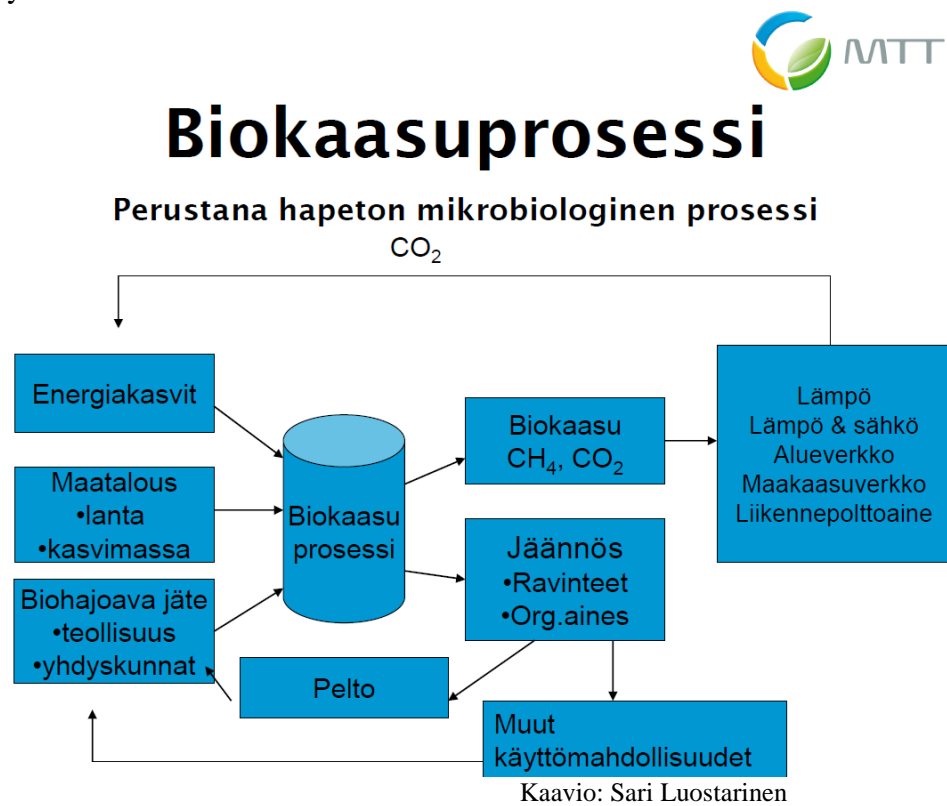 MTT
Biokaasuprosessi
Perustana hapeton mikrobiologinen prosessi
CO₂
Energiakasvit
Maatalous
•lanta
•kasvimassa
Biohajoava jäte
•teollisuus
•yhdyskunnat
Biokaasu
prosessi
Biokaasu
CH₄, CO₂
Jäännös
•Ravinteet
•Org.aines
Lämpö
Lämpö & sähkö
Alueverkko
Maakaasuverkko
Liikennepolttoaine
Pelto
Muut
käyttömahdollisuudet
Kaavio: Sari Luostarinen